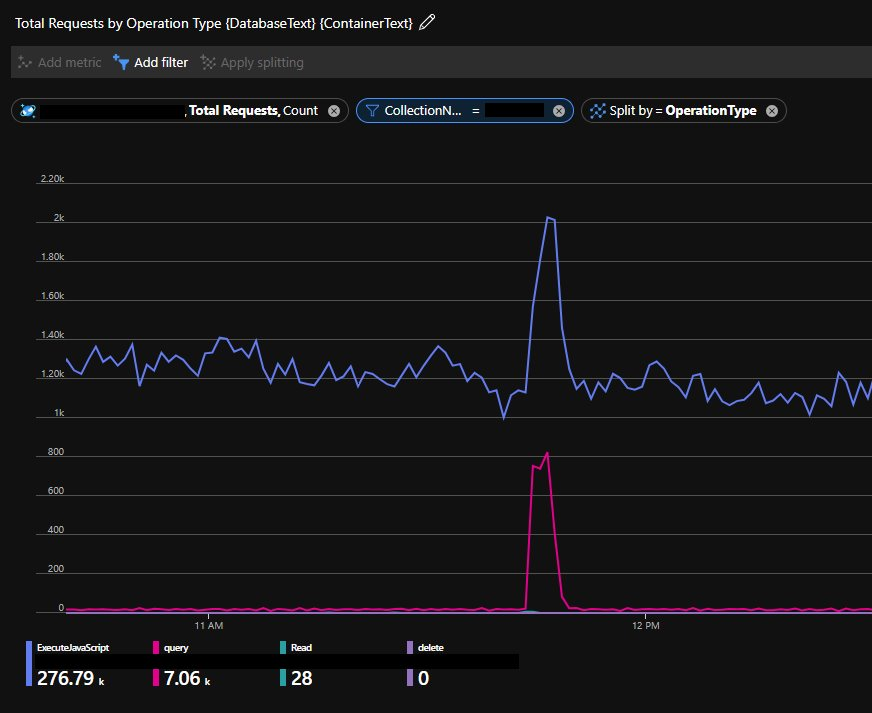 Total Requests by Operation Type {DatabaseText} {ContainerText}
Add metric Add filter Apply splitting
, Total Requests, Count
CollectionN... =
Split by = OperationType
2.20k
2k
1.80k
1.60k
1.40k
1.20k
1k
800
600
400
200
0
11 AM 12 PM
ExecuteJavaScript query Read delete
276.79 k 7.06 k 28 0